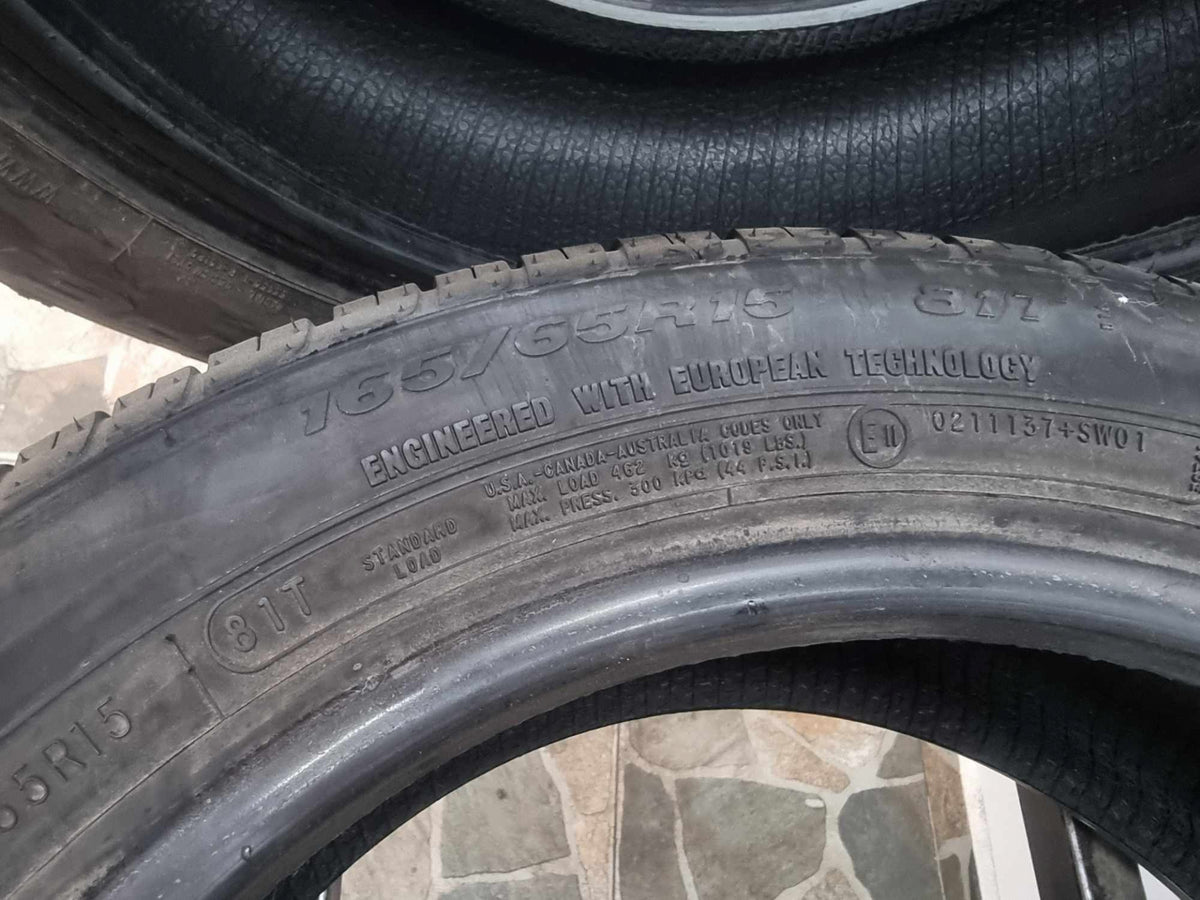 165/65R15 81T
ENGINEERED WITH EUROPEAN TECHNOLOGY
U.S.A.-CANADA-AUSTRALIA CODES ONLY
MAX. LOAD 462 KG (1019 LBS.)
MAX. PRESS. 300 KPa (44 P.S.I.)
E11
0211137+SW01
STANDARD
LOAD
81T
65R15